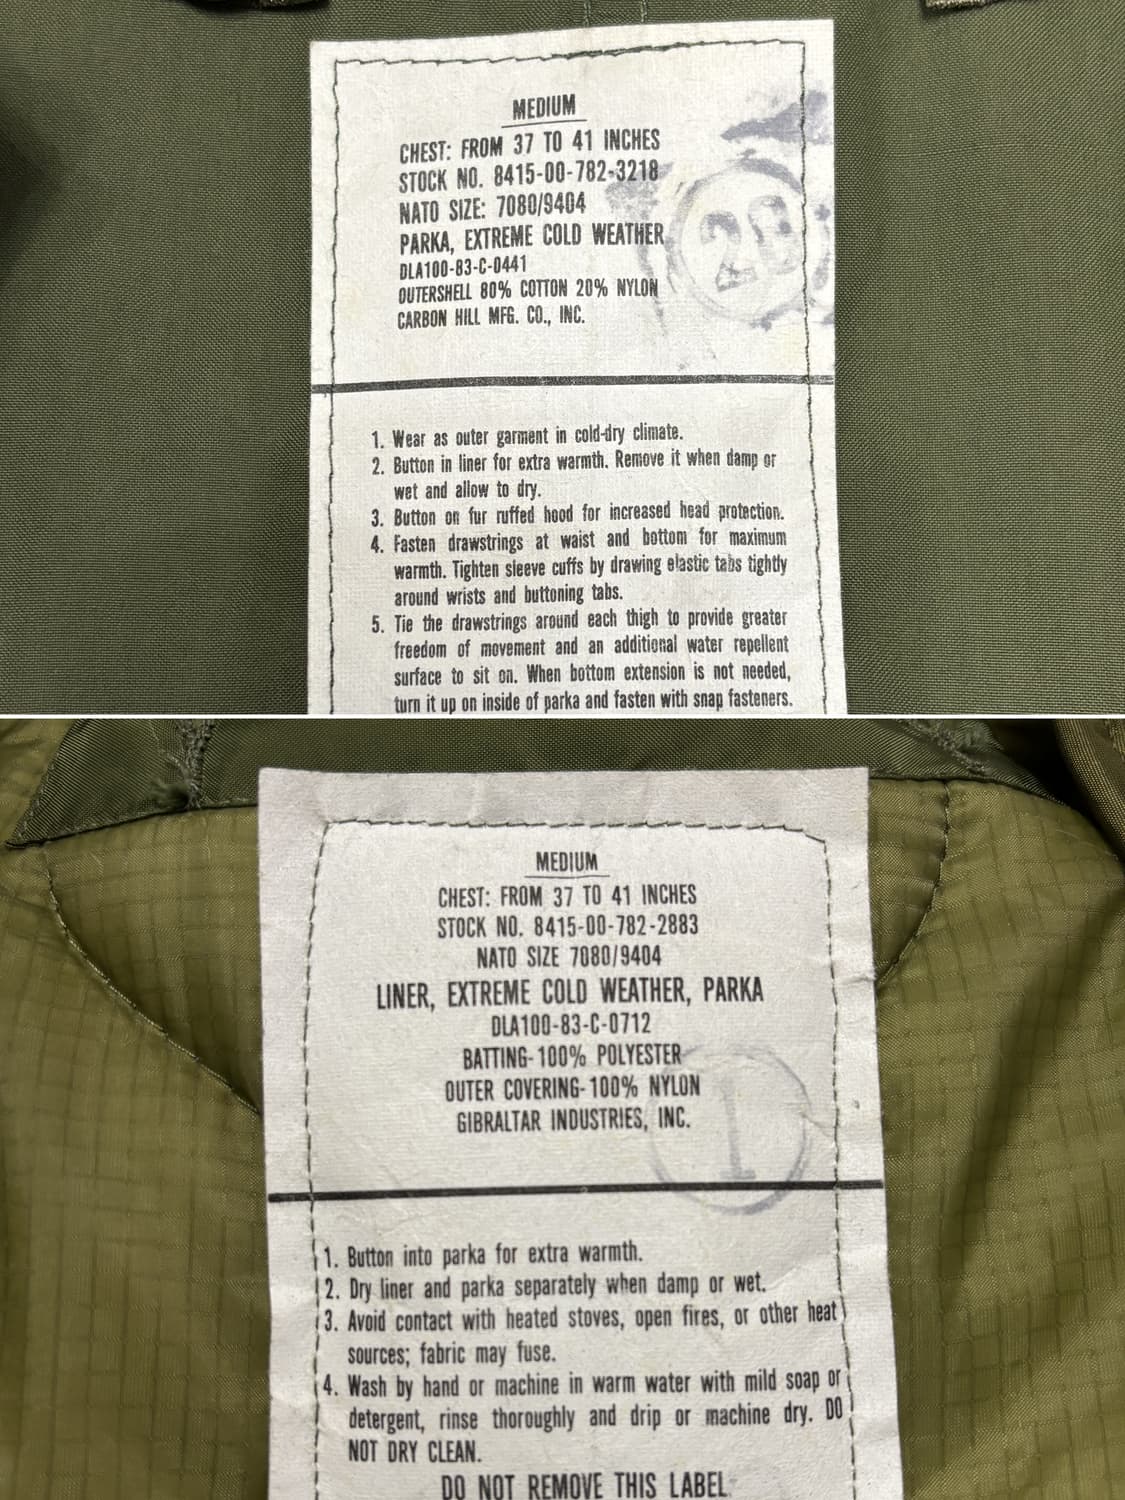 MEDIUM
CHEST: FROM 37 TO 41 INCHES
STOCK NO. 8415-00-782-3218
NATO SIZE: 7080/9404
PARKA, EXTREME COLD WEATHER
DLA100-83-C-0441
OUTERSHELL 80% COTTON 20% NYLON
CARBON HILL MFG. CO., INC.
28
1. Wear as outer garment in cold-dry climate.
2. Button in liner for extra warmth. Remove it when damp or
wet and allow to dry.
3. Button on fur ruffed hood for increased head protection.
4. Fasten drawstrings at waist and bottom for maximum
warmth. Tighten sleeve cuffs by drawing elastic tabs tightly
around wrists and buttoning tabs.
5. Tie the drawstrings around each thigh to provide greater
freedom of movement and an additional water repellent
surface to sit on. When bottom extension is not needed,
turn it up on inside of parka and fasten with snap fasteners.
MEDIUM
CHEST: FROM 37 TO 41 INCHES
STOCK NO. 8415-00-782-2883
NATO SIZE 7080/9404
LINER, EXTREME COLD WEATHER, PARKA
DLA100-83-C-0712
BATTING-100% POLYESTER
OUTER COVERING-100% NYLON
GIBRALTAR INDUSTRIES, INC.
1
1. Button into parka for extra warmth.
2. Dry liner and parka separately when damp or wet.
3. Avoid contact with heated stoves, open fires, or other heat
sources; fabric may fuse.
4. Wash by hand or machine in warm water with mild soap or
detergent, rinse thoroughly and drip or machine dry. DO
NOT DRY CLEAN.
DO NOT REMOVE THIS LABEL